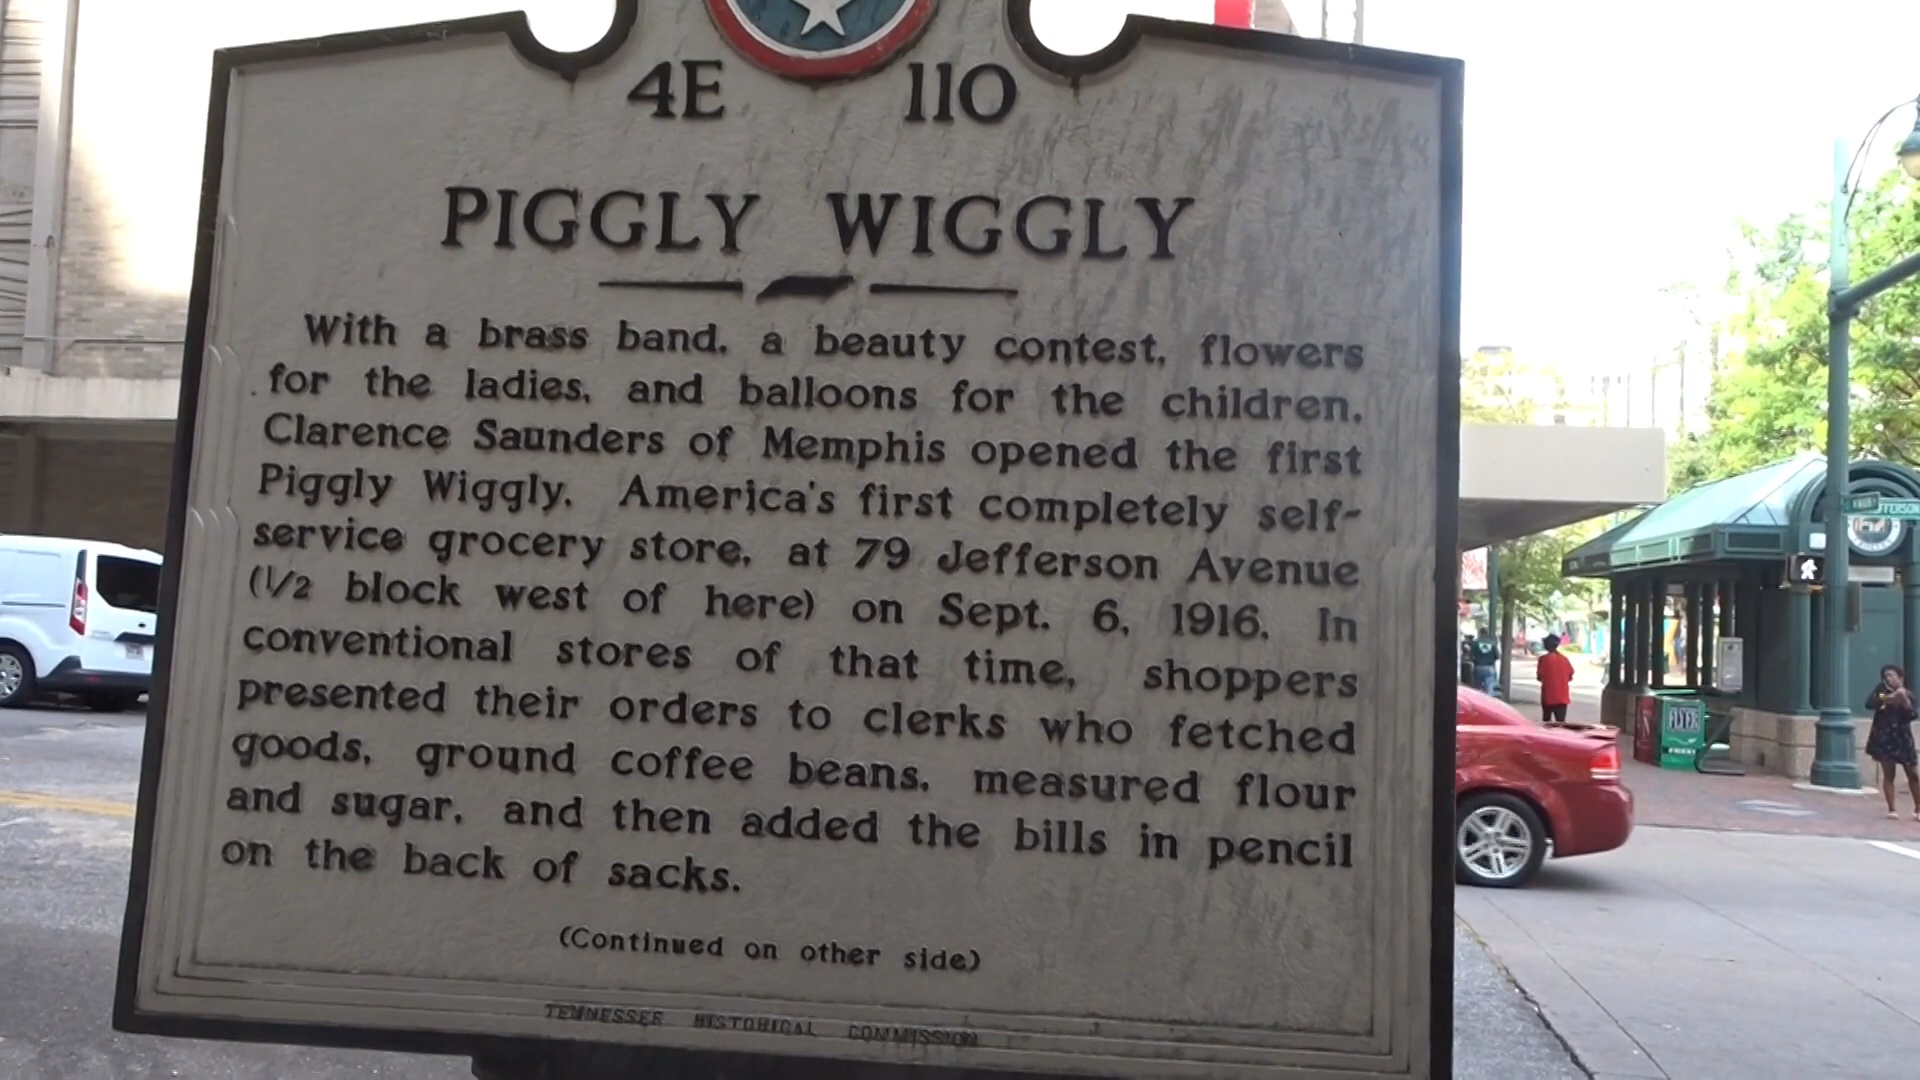 4E 110
PIGGLY WIGGLY
With a brass band, a beauty contest, flowers
for the ladies, and balloons for the children,
Clarence Saunders of Memphis opened the first
Piggly Wiggly, America's first completely self-
service grocery store, at 79 Jefferson Avenue
(1/2 block west of here) on Sept. 6, 1916. In
conventional stores of that time, shoppers
presented their orders to clerks who fetched
goods, ground coffee beans, measured flour
and sugar, and then added the bills in pencil
on the back of sacks.
(Continued on other side)
TENNESSEE HISTORICAL COMMISSION